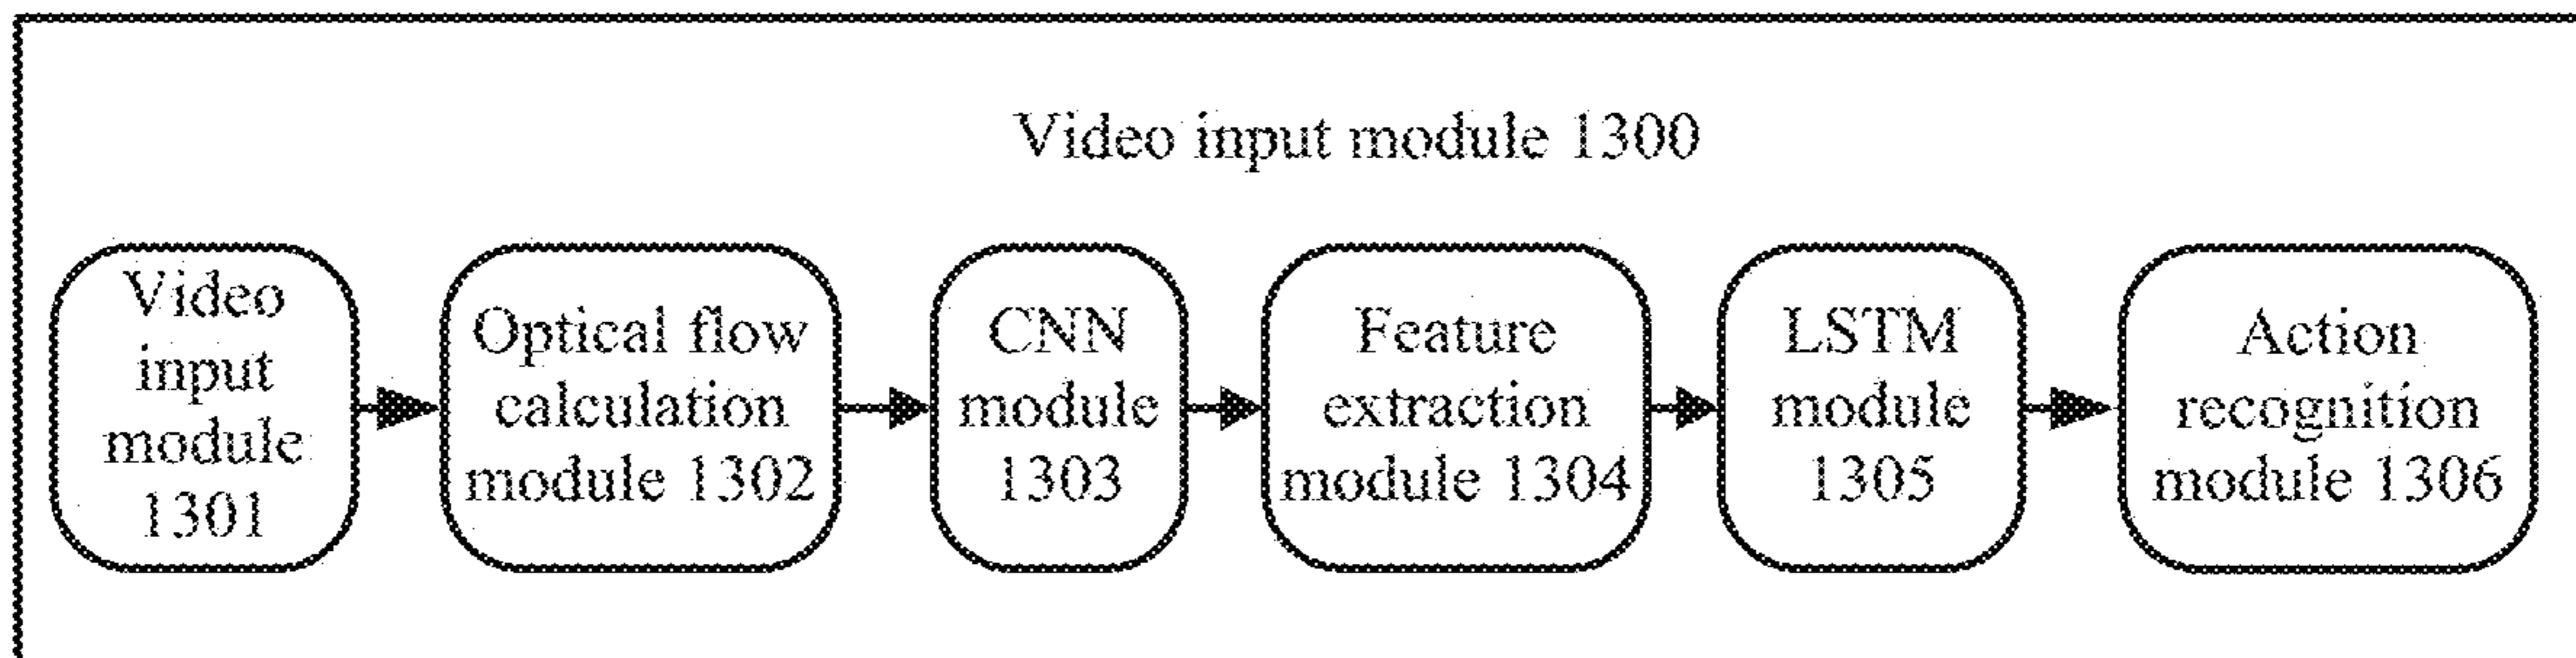 Video input module 1300
Video
input
module
1301
Optical flow
calculation
module 1302
CNN
module
1303
Feature
extraction
module 1304
LSTM
module
1305
Action
recognition
module 1306